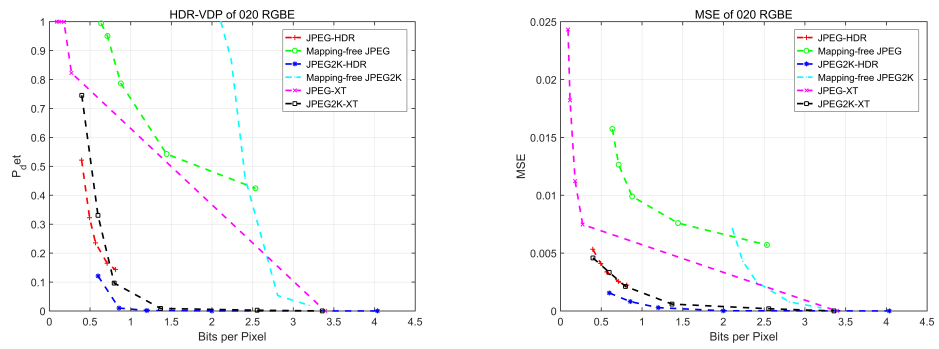 HDR-VDP of 020 RGBE
1
0.9
0.8
0.7
0.6
0.5
0.4
0.3
0.2
0.1
0
P_det
0 0.5 1 1.5 2 2.5 3 3.5 4 4.5
Bits per Pixel
JPEG-HDR
Mapping-free JPEG
JPEG2K-HDR
Mapping-free JPEG2K
JPEG-XT
JPEG2K-XT
MSE of 020 RGBE
0.025
0.02
0.015
0.01
0.005
0
MSE
0 0.5 1 1.5 2 2.5 3 3.5 4 4.5
Bits per Pixel
JPEG-HDR
Mapping-free JPEG
JPEG2K-HDR
Mapping-free JPEG2K
JPEG-XT
JPEG2K-XT